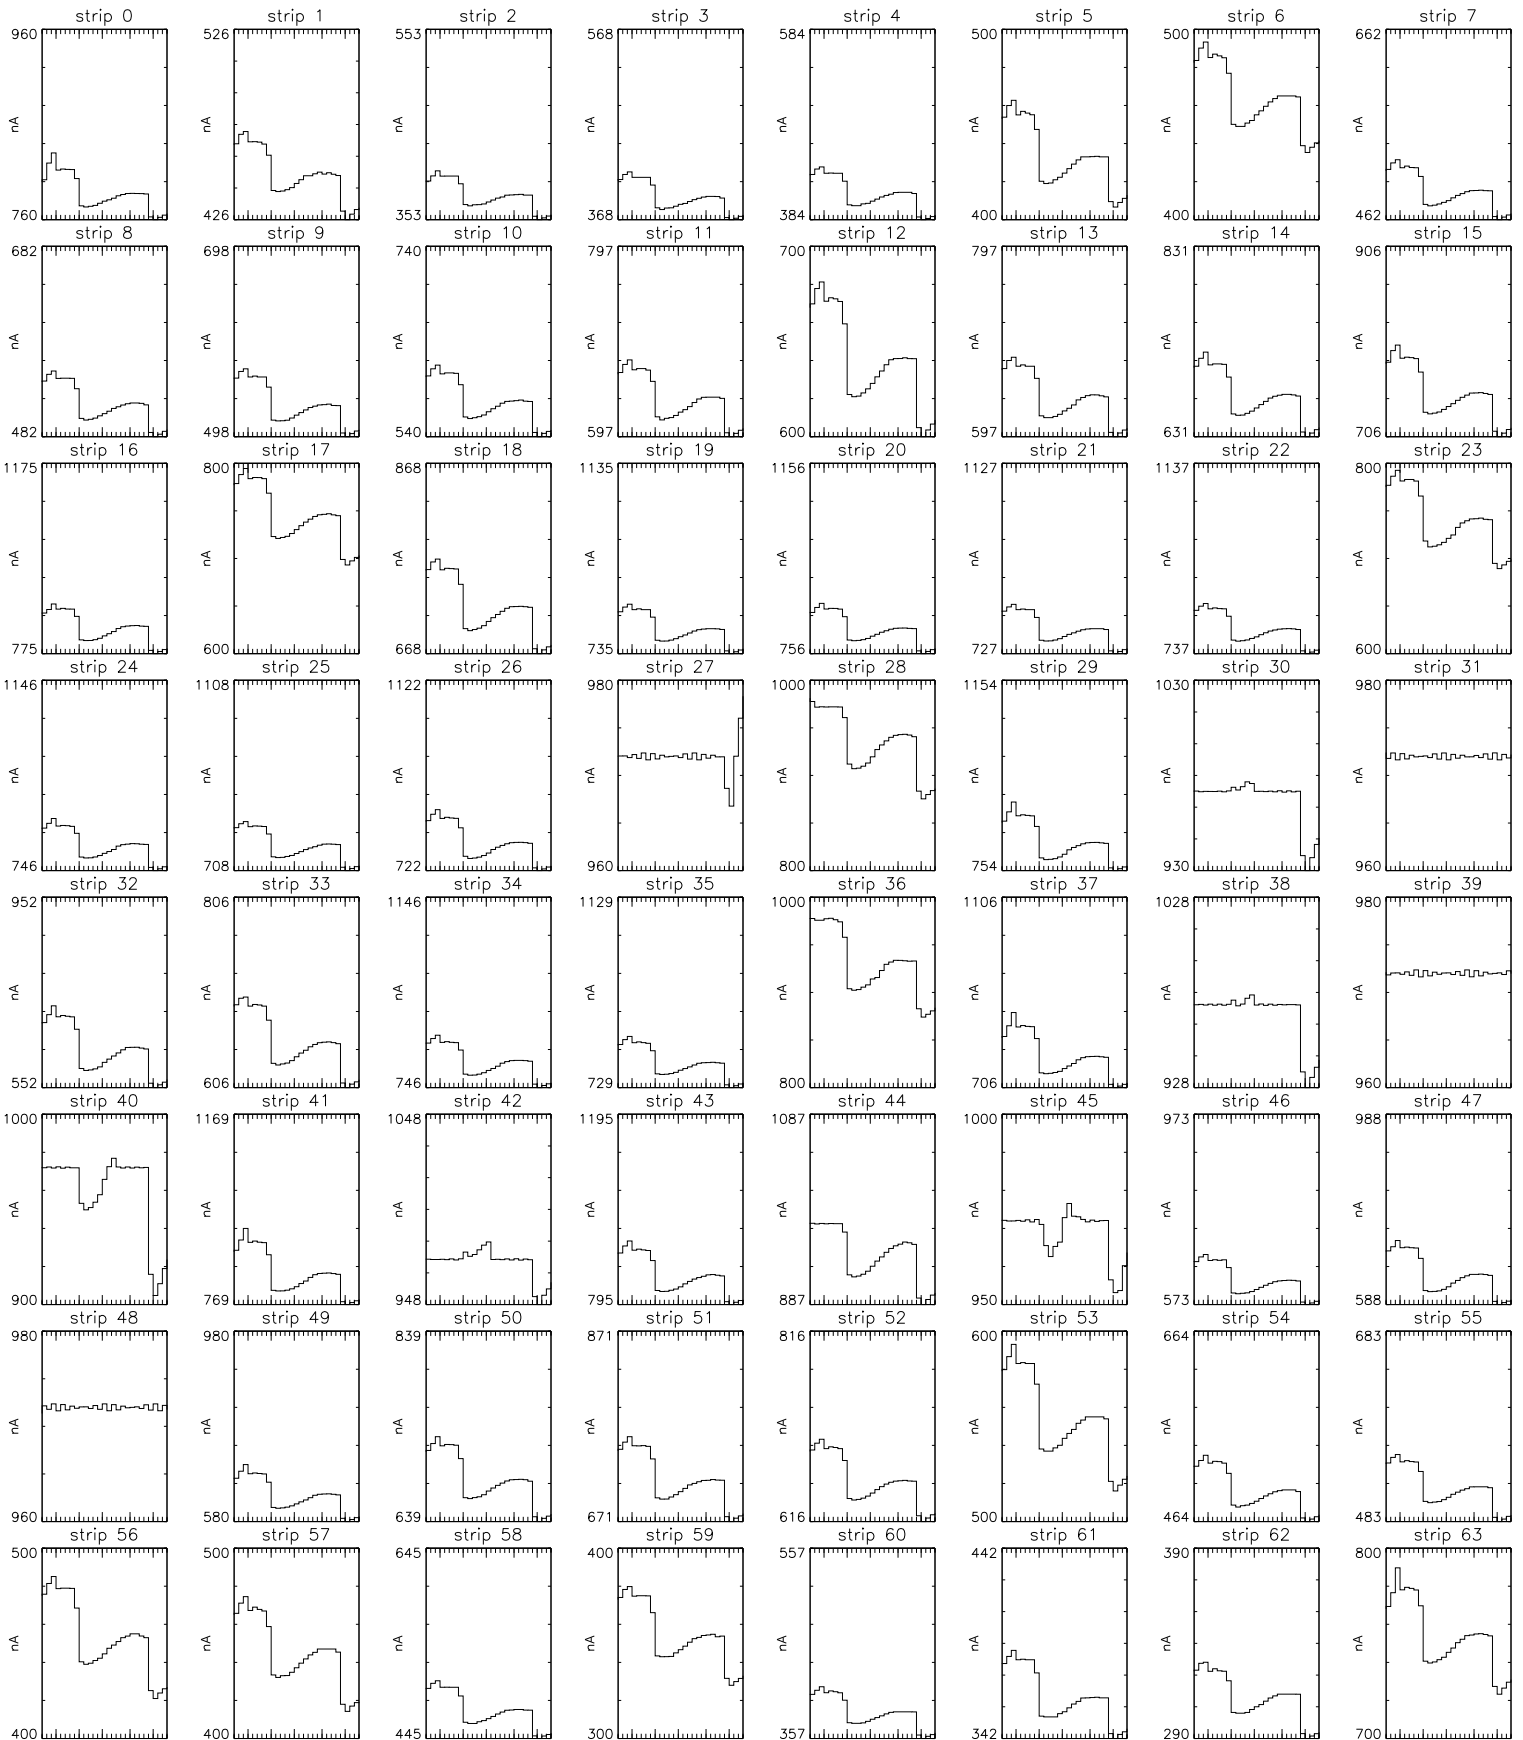 strip 0 strip 1 strip 2 strip 3 strip 4 strip 5 strip 6 strip 7
960 526 553 568 584 500 500 662
nA nA nA nA nA nA nA nA
760 426 353 368 384 400 400 462
strip 8 strip 9 strip 10 strip 11 strip 12 strip 13 strip 14 strip 15
682 698 740 797 700 797 831 906
nA nA nA nA nA nA nA nA
482 498 540 597 600 597 631 706
strip 16 strip 17 strip 18 strip 19 strip 20 strip 21 strip 22 strip 23
1175 800 868 1135 1156 1127 1137 800
nA nA nA nA nA nA nA nA
775 600 668 735 756 727 737 600
strip 24 strip 25 strip 26 strip 27 strip 28 strip 29 strip 30 strip 31
1146 1108 1122 980 1000 1154 1030 980
nA nA nA nA nA nA nA nA
746 708 722 960 800 754 930 960
strip 32 strip 33 strip 34 strip 35 strip 36 strip 37 strip 38 strip 39
952 806 1146 1129 1000 1106 1028 980
nA nA nA nA nA nA nA nA
552 606 746 729 800 706 928 960
strip 40 strip 41 strip 42 strip 43 strip 44 strip 45 strip 46 strip 47
1000 1169 1048 1195 1087 1000 973 988
nA nA nA nA nA nA nA nA
900 769 948 795 887 950 573 588
strip 48 strip 49 strip 50 strip 51 strip 52 strip 53 strip 54 strip 55
980 980 839 871 816 600 664 683
nA nA nA nA nA nA nA nA
960 580 639 671 616 500 464 483
strip 56 strip 57 strip 58 strip 59 strip 60 strip 61 strip 62 strip 63
500 500 645 400 557 442 390 800
nA nA nA nA nA nA nA nA
400 400 445 300 357 342 290 700